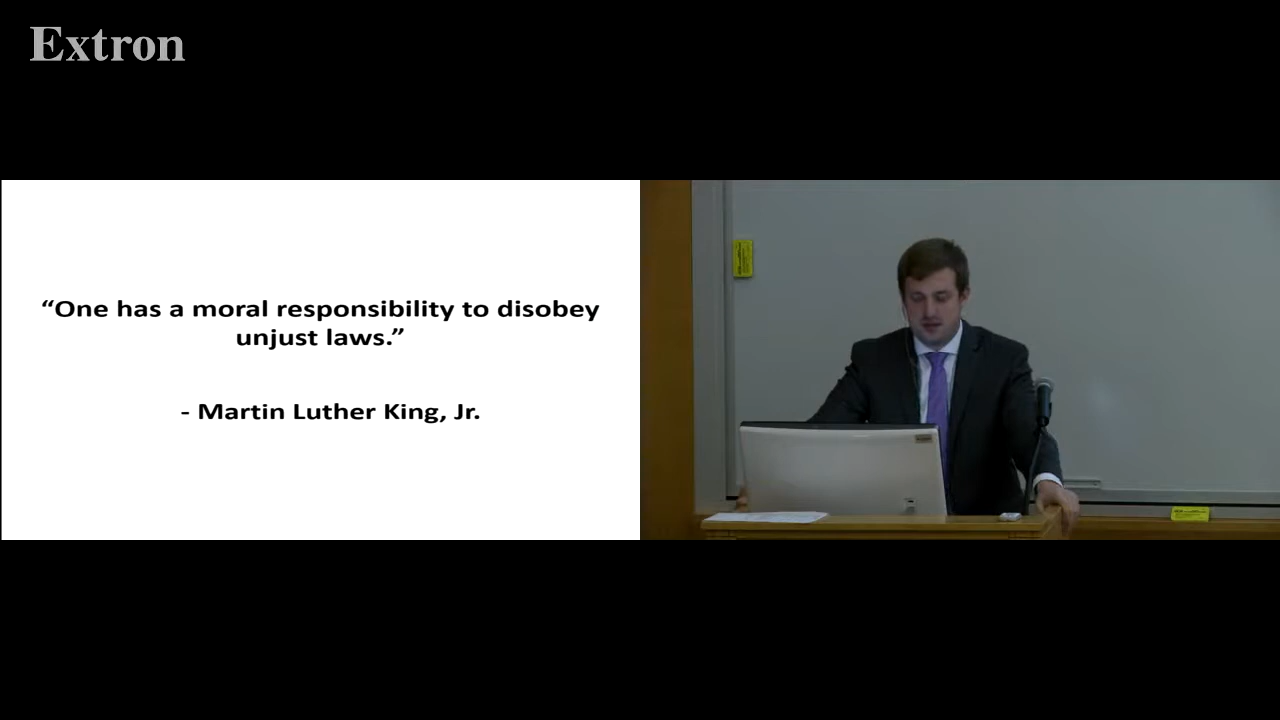 Extron
“One has a moral responsibility to disobey
unjust laws.”
- Martin Luther King, Jr.